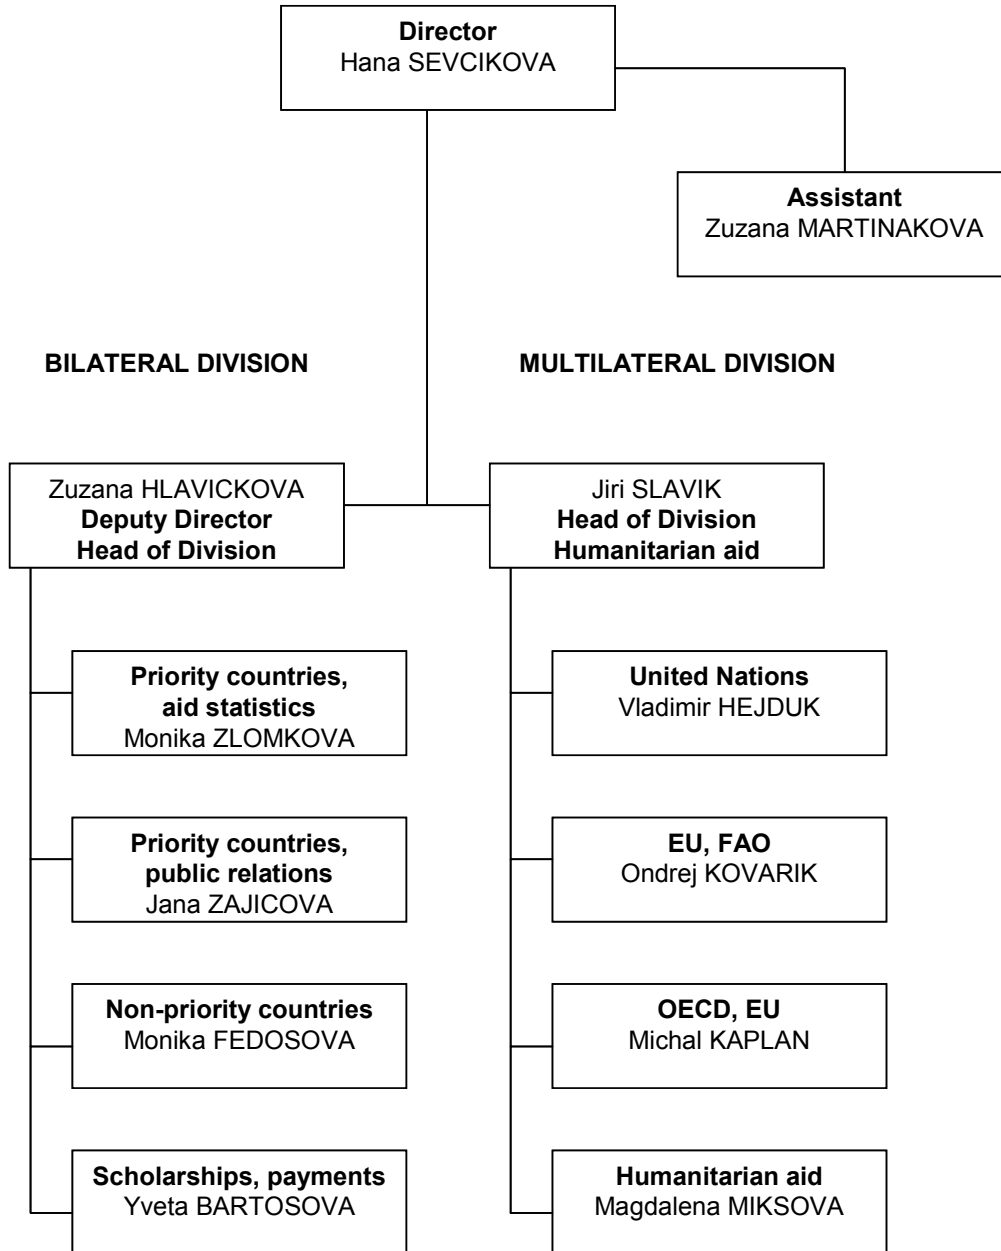 Director
Hana SEVCIKOVA
Assistant
Zuzana MARTINAKOVA
BILATERAL DIVISION
MULTILATERAL DIVISION
Zuzana HLAVICKOVA
Deputy Director
Head of Division
Jiri SLAVIK
Head of Division
Humanitarian aid
Priority countries,
aid statistics
Monika ZLOMKOVA
United Nations
Vladimir HEJDUK
Priority countries,
public relations
Jana ZAJICOVA
EU, FAO
Ondrej KOVARIK
Non-priority countries
Monika FEDOSOVA
OECD, EU
Michal KAPLAN
Scholarships, payments
Yveta BARTOSOVA
Humanitarian aid
Magdalena MIKSOVA